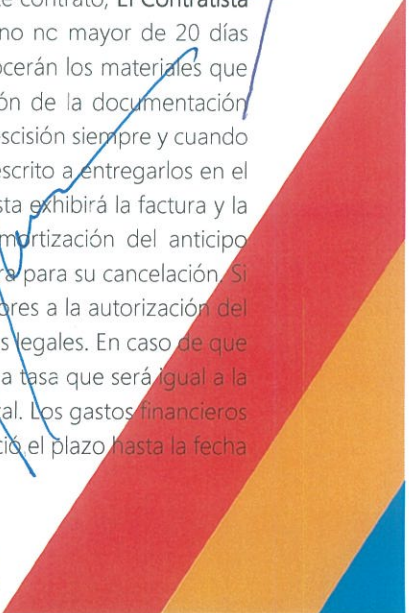 te contrato, El Contratista
no nc mayor de 20 días
ocerán los materiales que
ón de la documentación
scisión siempre y cuando
escrito a entregarlos en el
sta exhibirá la factura y la
mortización del anticipo
ra para su cancelación. Si
ores a la autorización del
s legales. En caso de que
a tasa que será igual a la
al. Los gastos financieros
ció el plazo hasta la fecha